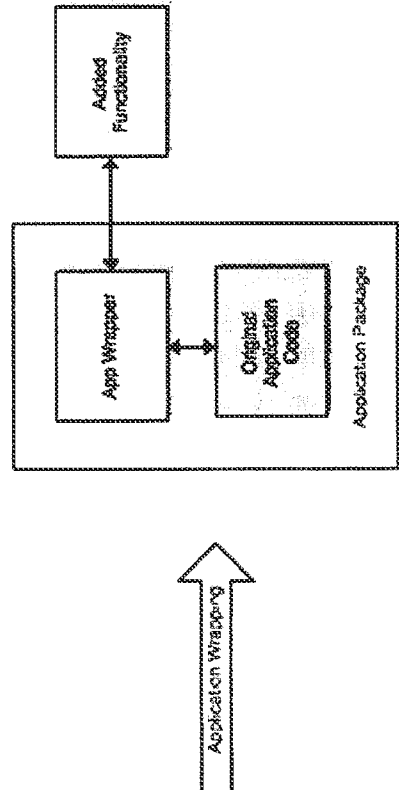 Application Wrapping
App Wrapper
Original
Application
Code
Application Package
Added
Functionality